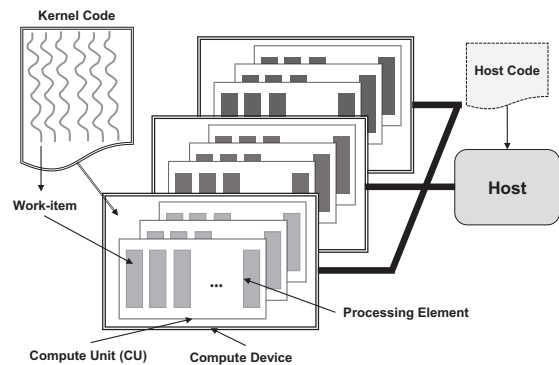 Kernel Code
Host Code
Host
Work-item
...
Processing Element
Compute Unit (CU)
Compute Device